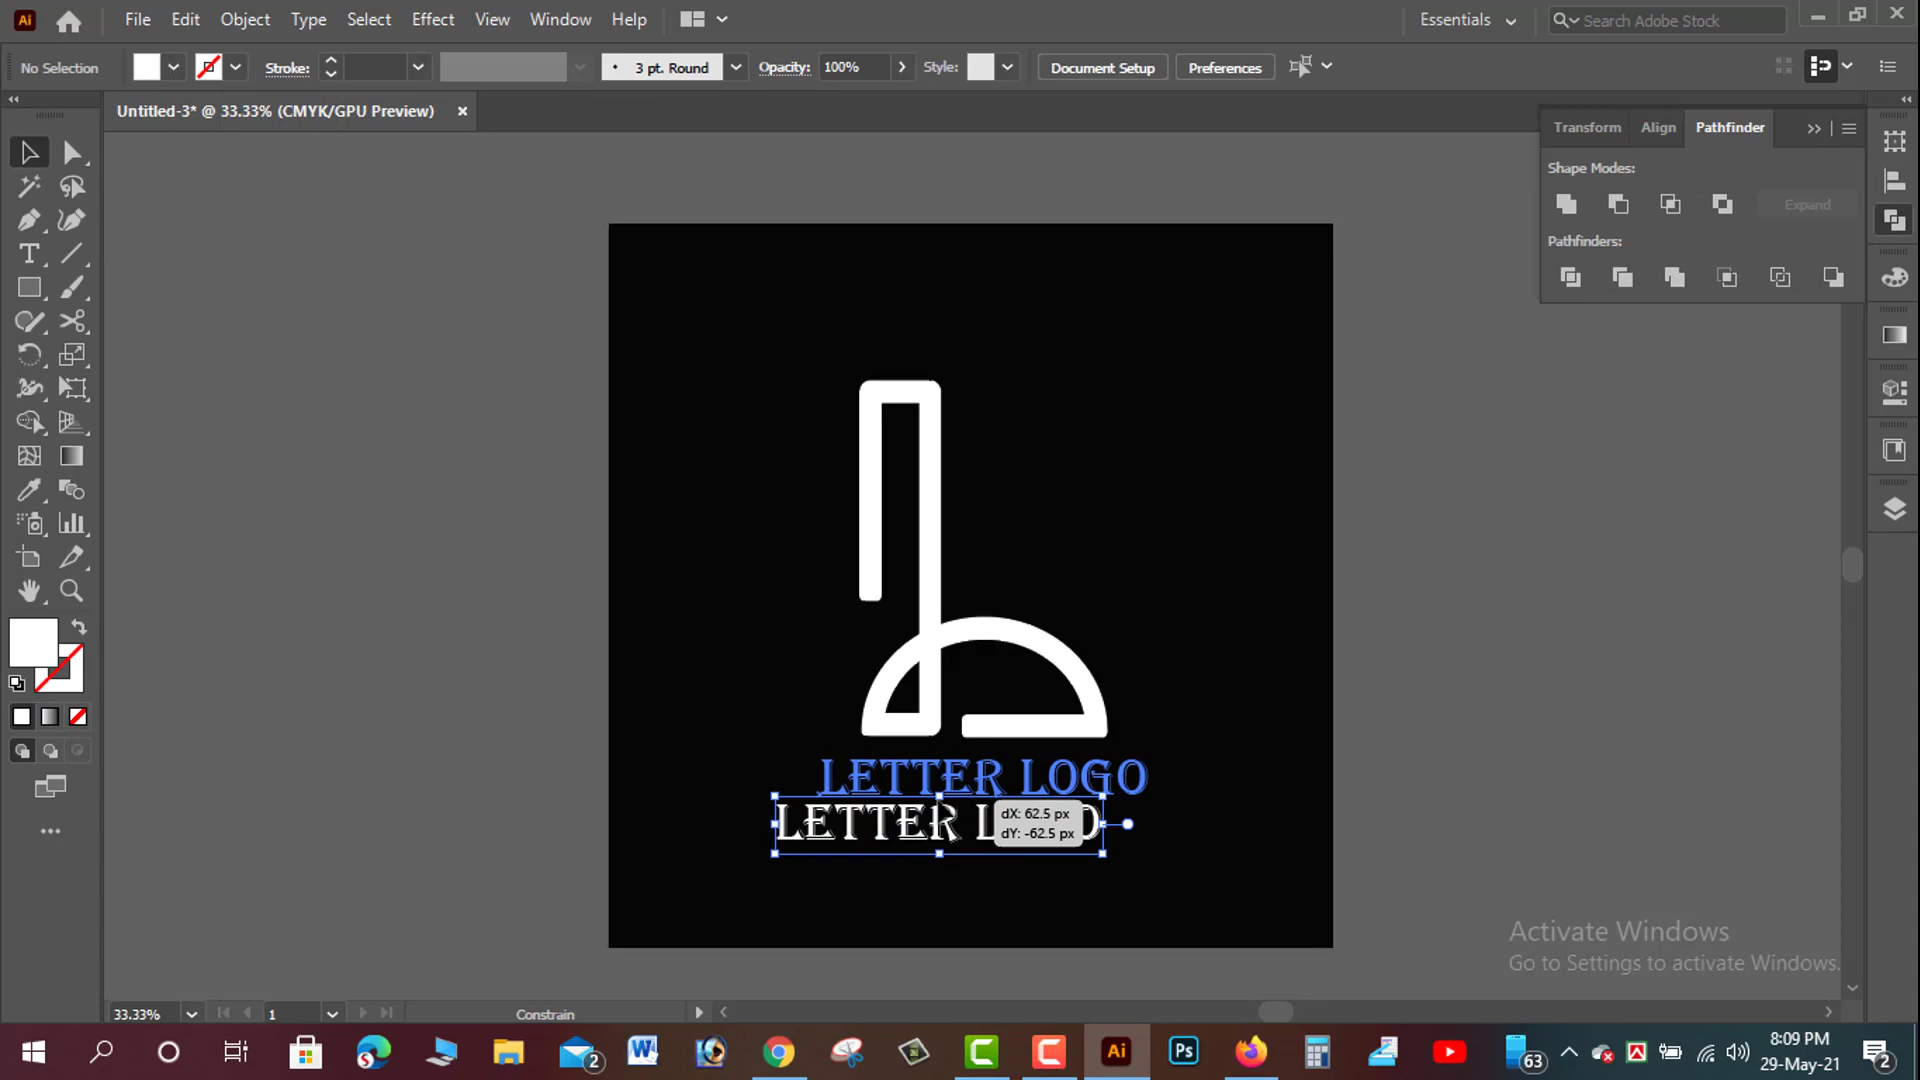 File Edit Object Type Select Effect View Window Help
Essentials
Search Adobe Stock
No Selection
Stroke:
3 pt. Round
Opacity: 100%
Style:
Document Setup
Preferences
Untitled-3* @ 33.33% (CMYK/GPU Preview)
Transform Align Pathfinder
Shape Modes:
Expand
Pathfinders:
LETTER LOGO
LETTER L
dX: 62.5 px
dY: -62.5 px
Activate Windows
Go to Settings to activate Windows.
33.33%
1
Constrain
2
Ai
Ps
63
8:09 PM
29-May-21
2